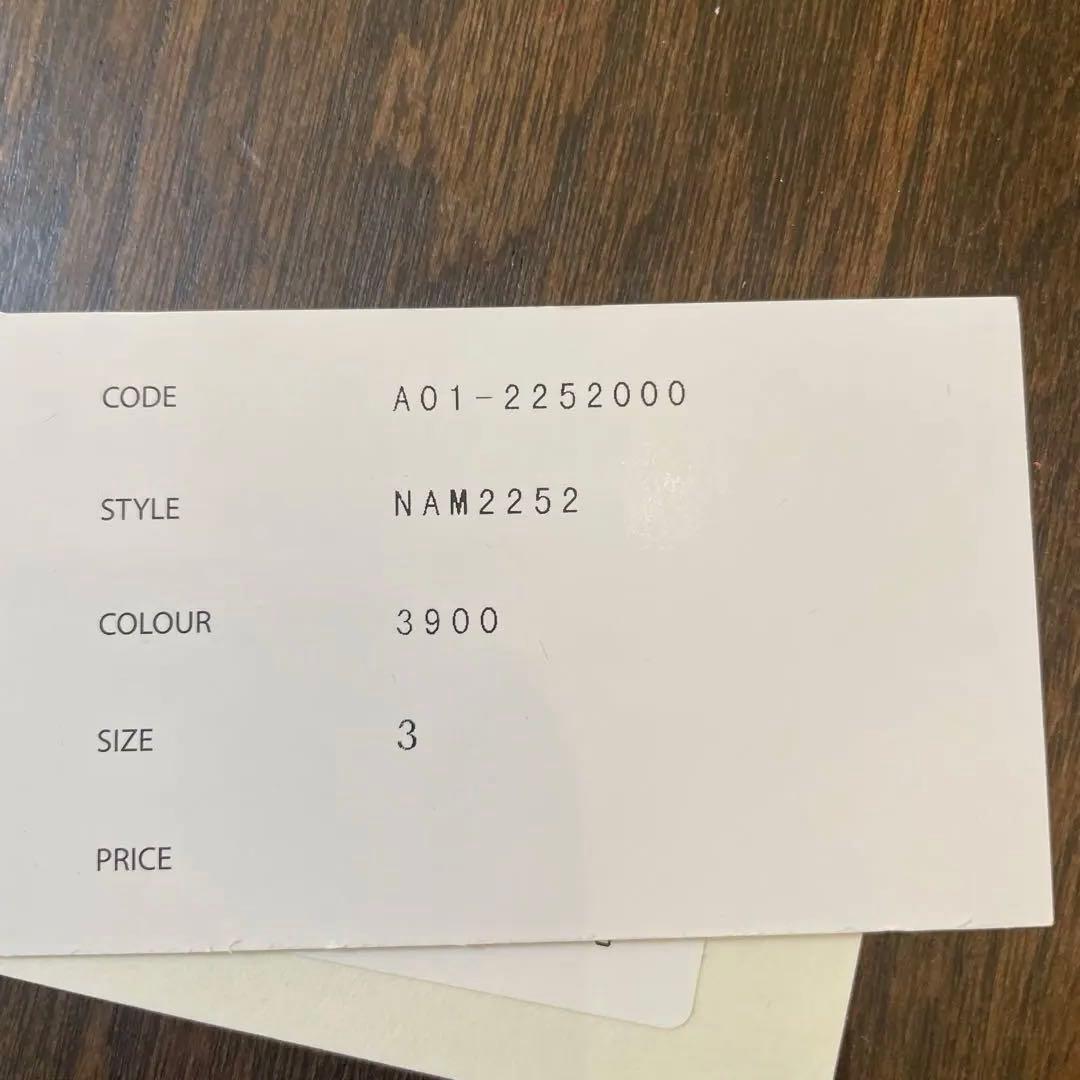 CODE A01-2252000
STYLE NAM2252
COLOUR 3900
SIZE 3
PRICE